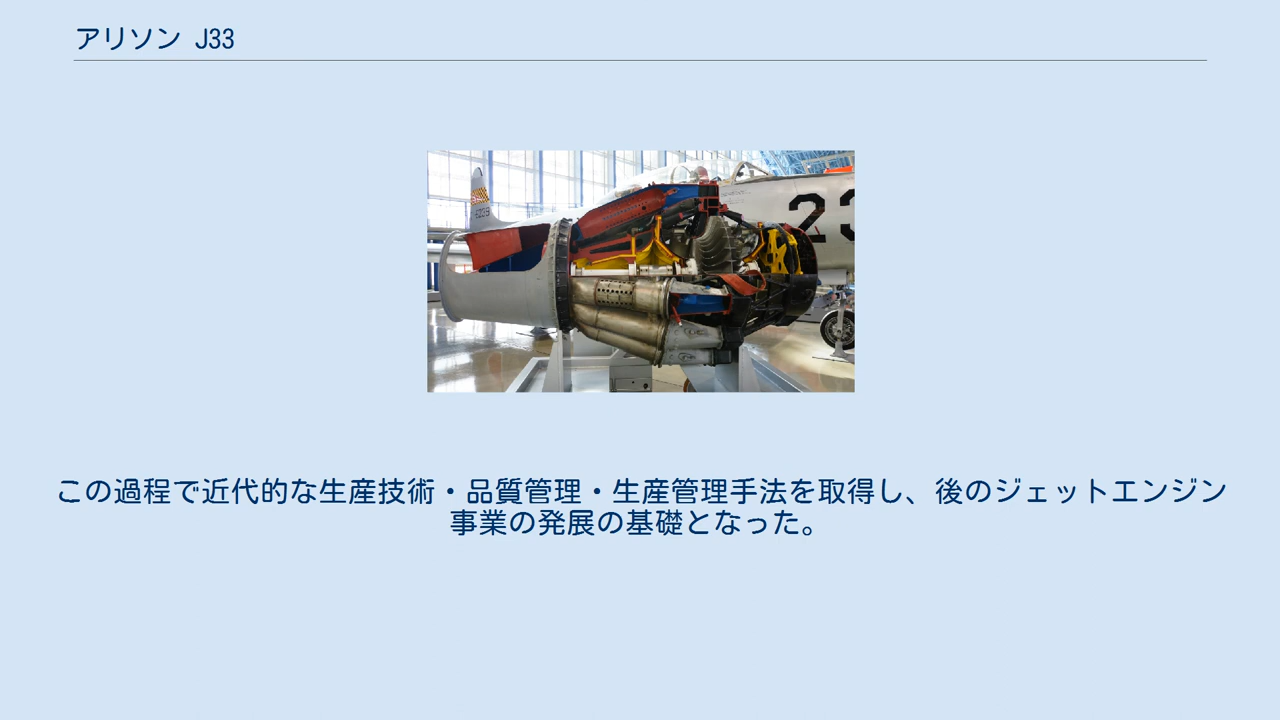 アリソン J33
23
この過程で近代的な生産技術・品質管理・生産管理手法を取得し、後のジェットエンジン
事業の発展の基礎となった。